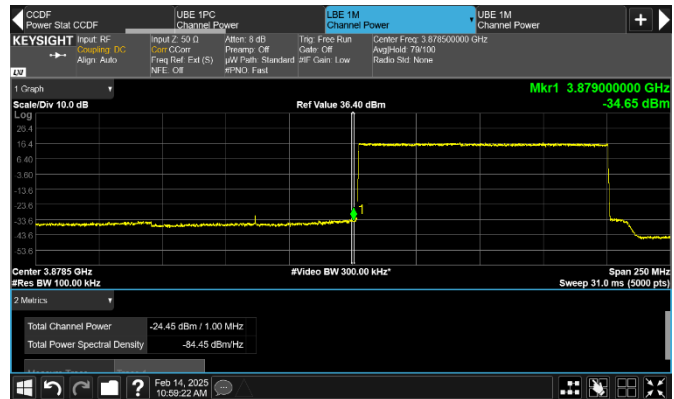 CCDF
Power Stat CCDF
UBE 1PC
Channel Power
LBE 1M
Channel Power
UBE 1M
Channel Power
KEYSIGHT
Input: RF
Coupling: DC
Align: Auto
Input Z: 50 Ω
Corr CCorr
Freq Ref: Ext (S)
NFE: Off
Atten: 8 dB
Preamp: Off
µW Path: Standard
#PNO: Fast
Trig: Free Run
Gate: Off
#IF Gain: Low
Center Freq: 3.878500000 GHz
Avg|Hold: 79/100
Radio Std: None
LXI
1 Graph
Mkr1 3.879000000 GHz
Scale/Div 10.0 dB
Ref Value 36.40 dBm
-34.65 dBm
Log
26.4
16.4
6.40
-3.60
-13.6
-23.6
-33.6
-43.6
-53.6
1
Center 3.8785 GHz
#Video BW 300.00 kHz*
Span 250 MHz
#Res BW 100.00 kHz
Sweep 31.0 ms (5000 pts)
2 Metrics
Total Channel Power -24.45 dBm / 1.00 MHz
Total Power Spectral Density -84.45 dBm/Hz
?
Feb 14, 2025
10:59:22 AM